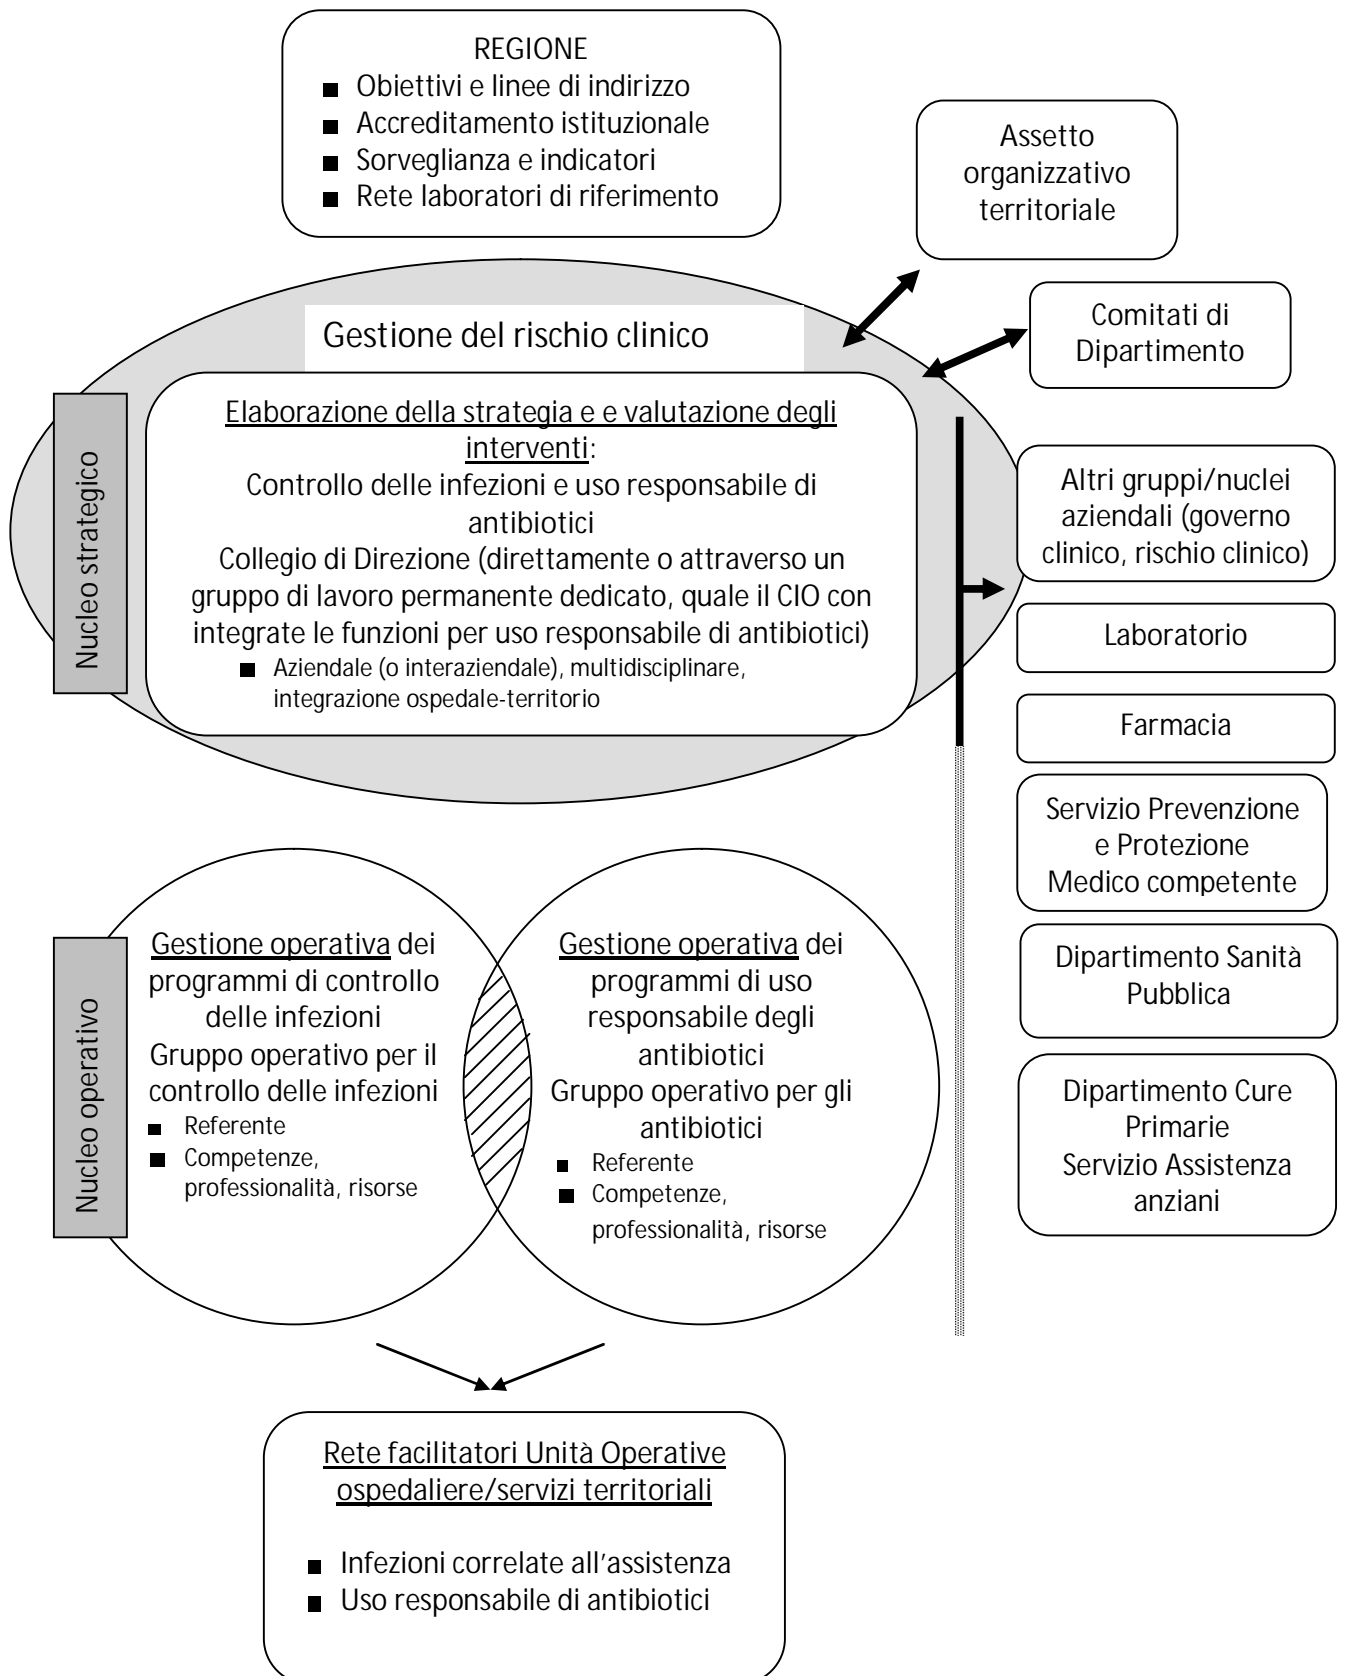 REGIONE
■ Obiettivi e linee di indirizzo
■ Accreditamento istituzionale
■ Sorveglianza e indicatori
■ Rete laboratori di riferimento
Assetto
organizzativo
territoriale
Comitati di
Dipartimento
Gestione del rischio clinico
Nucleo strategico
Elaborazione della strategia e e valutazione degli
interventi:
Controllo delle infezioni e uso responsabile di
antibiotici
Collegio di Direzione (direttamente o attraverso un
gruppo di lavoro permanente dedicato, quale il CIO con
integrate le funzioni per uso responsabile di antibiotici)
■ Aziendale (o interaziendale), multidisciplinare,
integrazione ospedale-territorio
Altri gruppi/nuclei
aziendali (governo
clinico, rischio clinico)
Laboratorio
Farmacia
Servizio Prevenzione
e Protezione
Medico competente
Dipartimento Sanità
Pubblica
Dipartimento Cure
Primarie
Servizio Assistenza
anziani
Nucleo operativo
Gestione operativa dei
programmi di controllo
delle infezioni
Gruppo operativo per il
controllo delle infezioni
■ Referente
■ Competenze,
professionalità, risorse
Gestione operativa dei
programmi di uso
responsabile degli
antibiotici
Gruppo operativo per gli
antibiotici
■ Referente
■ Competenze,
professionalità, risorse
Rete facilitatori Unità Operative
ospedaliere/servizi territoriali
■ Infezioni correlate all'assistenza
■ Uso responsabile di antibiotici